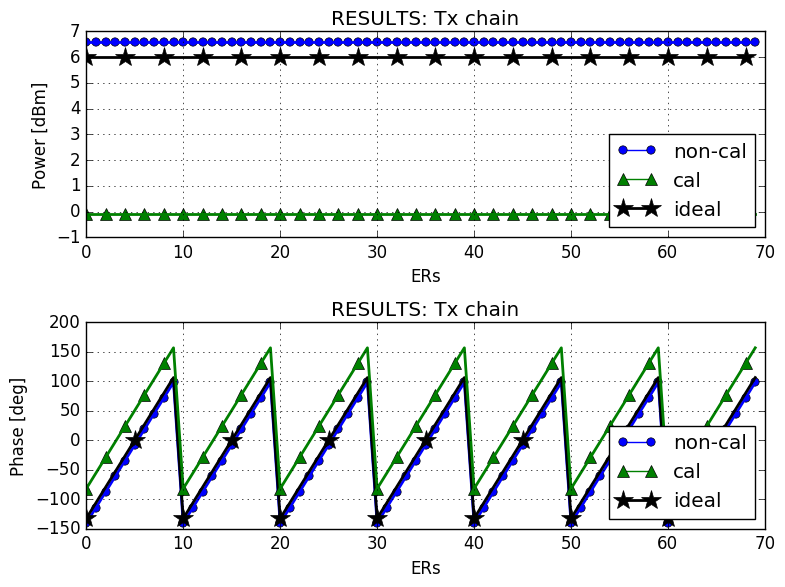 RESULTS: Tx chain
7
6
5
4
3
2
1
0
−1
Power [dBm]
non-cal
cal
ideal
0 10 20 30 40 50 60 70
ERs
RESULTS: Tx chain
200
150
100
50
0
−50
−100
−150
Phase [deg]
non-cal
cal
ideal
0 10 20 30 40 50 60 70
ERs